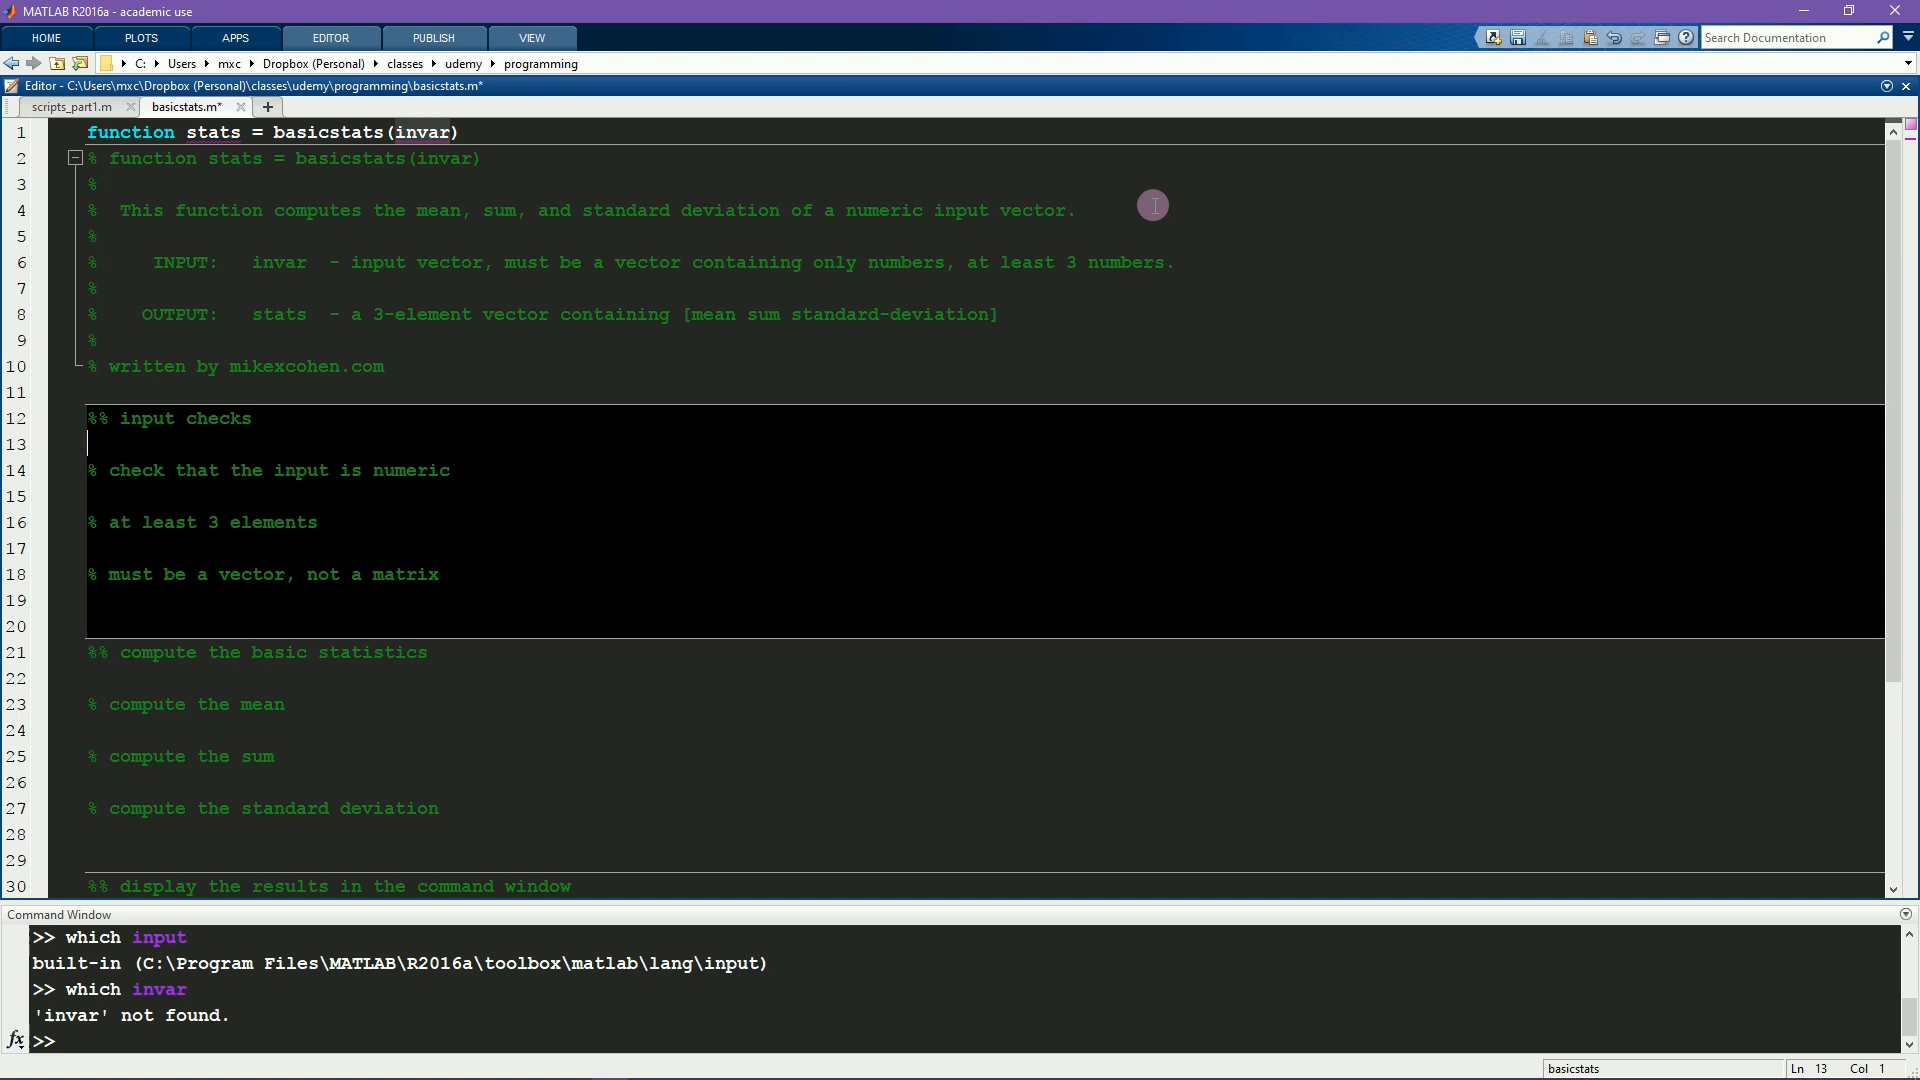 MATLAB R2016a - academic use
HOME PLOTS APPS EDITOR PUBLISH VIEW Search Documentation
C: Users mxc Dropbox (Personal) classes udemy programming
Editor - C:\Users\mxc\Dropbox (Personal)\classes\udemy\programming\basicstats.m*
scripts_part1.m basicstats.m* +
1 function stats = basicstats(invar)
2 % function stats = basicstats(invar)
3 %
4 % This function computes the mean, sum, and standard deviation of a numeric input vector.
5 %
6 % INPUT: invar - input vector, must be a vector containing only numbers, at least 3 numbers.
7 %
8 % OUTPUT: stats - a 3-element vector containing [mean sum standard-deviation]
9 %
10 % written by mikexcohen.com
11
12 %% input checks
13
14 % check that the input is numeric
15
16 % at least 3 elements
17
18 % must be a vector, not a matrix
19
20
21 %% compute the basic statistics
22
23 % compute the mean
24
25 % compute the sum
26
27 % compute the standard deviation
28
29
30 %% display the results in the command window
Command Window
>> which input
built-in (C:\Program Files\MATLAB\R2016a\toolbox\matlab\lang\input)
>> which invar
'invar' not found.
fx >>
basicstats Ln 13 Col 1